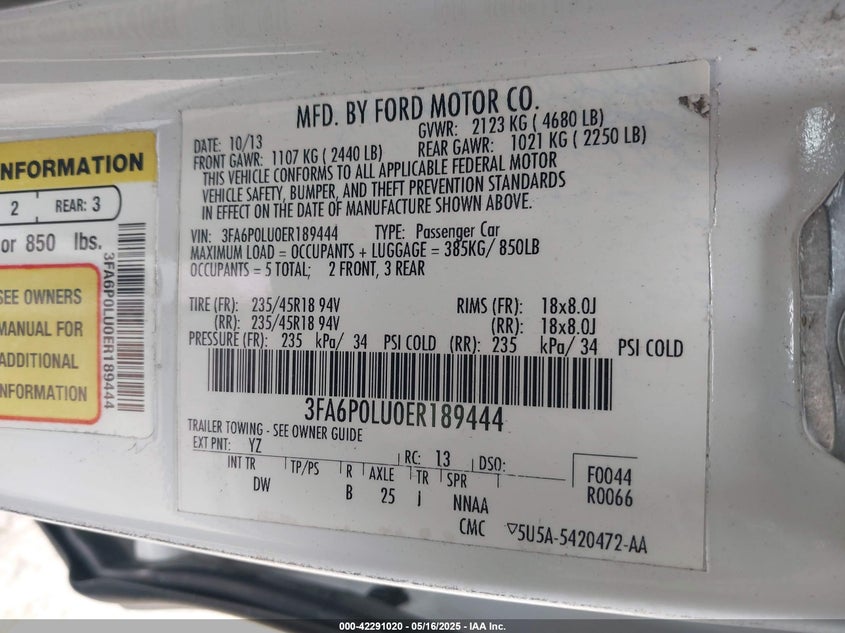 MFD. BY FORD MOTOR CO.
DATE: 10/13 GVWR: 2123 KG ( 4680 LB)
FRONT GAWR: 1107 KG ( 2440 LB) REAR GAWR: 1021 KG ( 2250 LB)
THIS VEHICLE CONFORMS TO ALL APPLICABLE FEDERAL MOTOR
VEHICLE SAFETY, BUMPER, AND THEFT PREVENTION STANDARDS
IN EFFECT ON THE DATE OF MANUFACTURE SHOWN ABOVE.
VIN: 3FA6P0LU0ER189444 TYPE: Passenger Car
MAXIMUM LOAD = OCCUPANTS + LUGGAGE = 385KG/ 850LB
OCCUPANTS = 5 TOTAL; 2 FRONT, 3 REAR
TIRE (FR): 235/45R18 94V RIMS (FR): 18x8.0J
(RR): 235/45R18 94V (RR): 18x8.0J
PRESSURE (FR): 235 kPa/ 34 PSI COLD (RR): 235 kPa/ 34 PSI COLD
3FA6P0LU0ER189444
TRAILER TOWING - SEE OWNER GUIDE
EXT PNT: YZ RC: 13 DSO:
INT TR TP/PS R AXLE TR SPR F0044
DW B 25 I NNAA R0066
CMC ▽5U5A-5420472-AA
INFORMATION
2 REAR: 3
or 850 lbs.
SEE OWNERS
MANUAL FOR
ADDITIONAL
INFORMATION
3FA6P0LU0ER189444
000-42291020 - 05/16/2025 - IAA Inc.